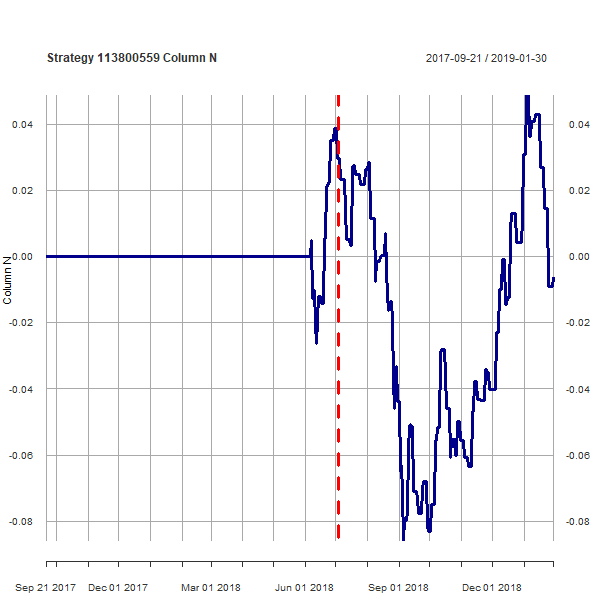 Strategy 113800559 Column N
2017-09-21 / 2019-01-30
0.04 0.04
0.02 0.02
0.00 0.00
-0.02 -0.02
-0.04 -0.04
-0.06 -0.06
-0.08 -0.08
Column N
Sep 21 2017 Dec 01 2017 Mar 01 2018 Jun 01 2018 Sep 01 2018 Dec 01 2018